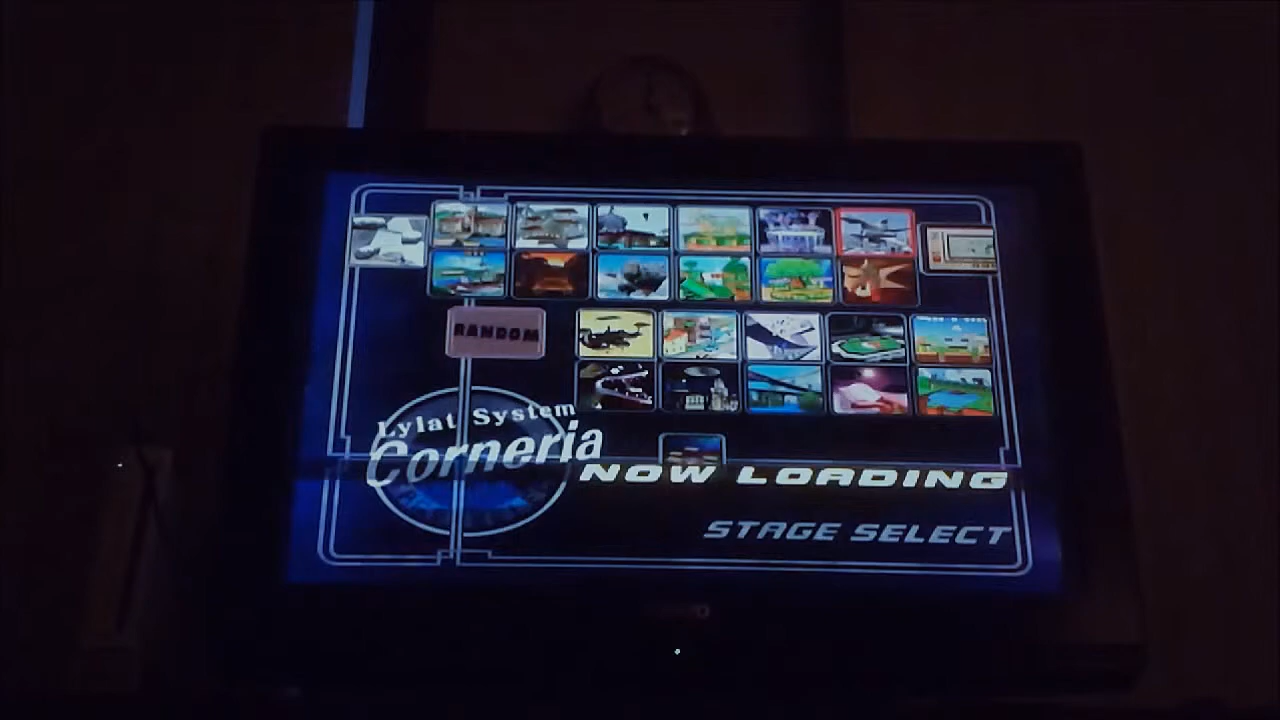 RANDOM
Lylat System
Corneria
NOW LOADING
STAGE SELECT